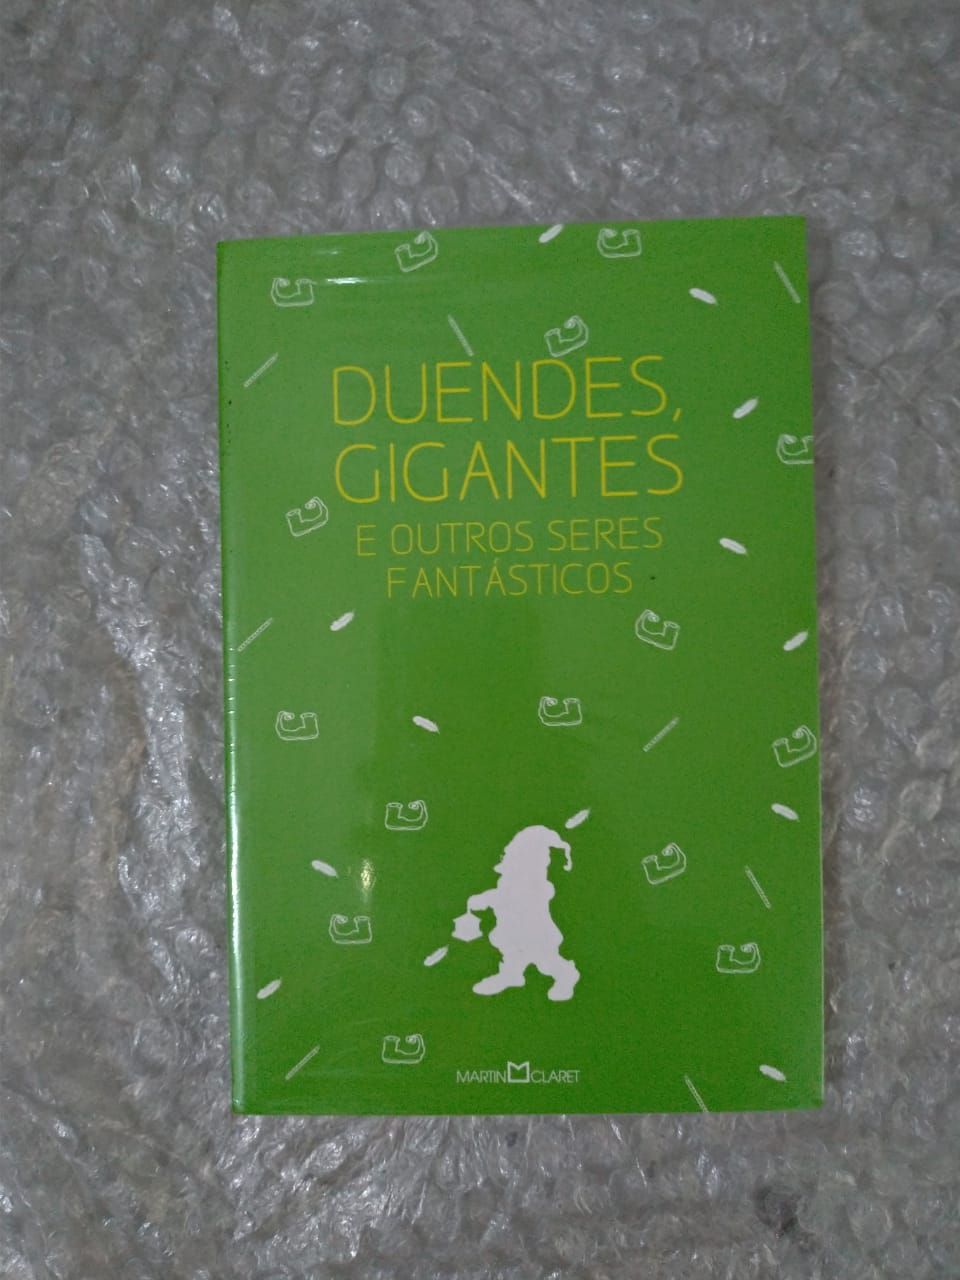 DUENDES,
GIGANTES
E OUTROS SERES
FANTÁSTICOS
MARTIN CLARET